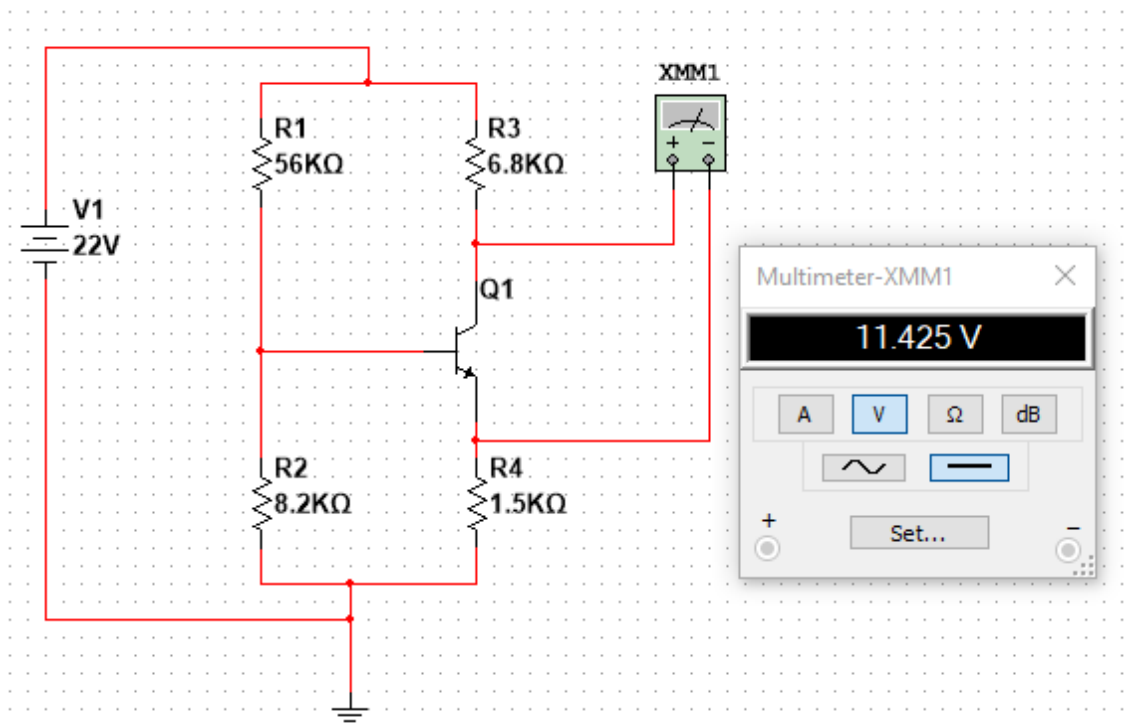 XMM1
+ −
R1
56KΩ
R3
6.8KΩ
V1
22V
Q1
R2
8.2KΩ
R4
1.5KΩ
Multimeter-XMM1
11.425 V
A V Ω dB
+ −
Set...